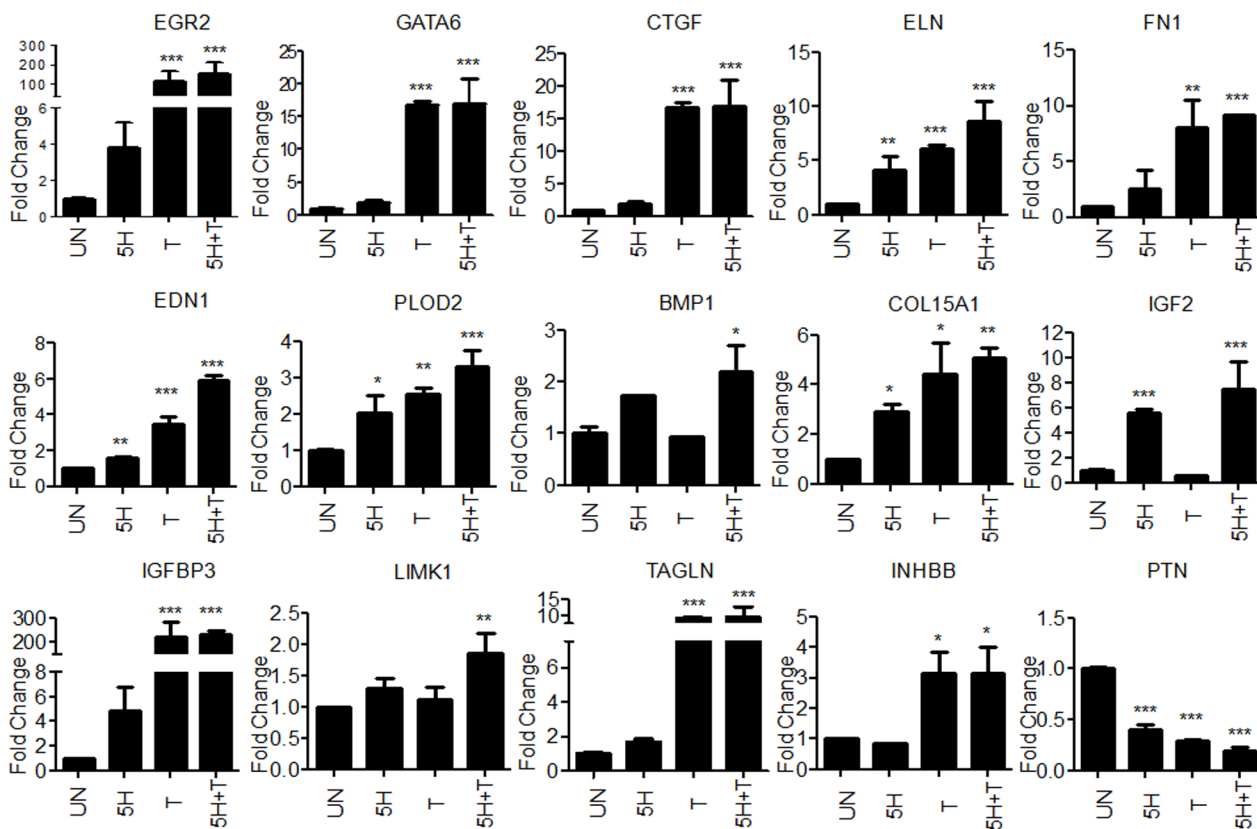 EGR2
Fold Change
300
200
100
6
4
2
0
***
***
UN
5H
T
5H+T
GATA6
Fold Change
25
20
15
10
5
0
***
***
UN
5H
T
5H+T
CTGF
Fold Change
25
20
15
10
5
0
***
***
UN
5H
T
5H+T
ELN
Fold Change
15
10
5
0
**
***
***
UN
5H
T
5H+T
FN1
Fold Change
15
10
5
0
**
***
UN
5H
T
5H+T
EDN1
Fold Change
8
6
4
2
0
**
***
***
UN
5H
T
5H+T
PLOD2
Fold Change
4
3
2
1
0
*
**
***
UN
5H
T
5H+T
BMP1
Fold Change
3
2
1
0
*
UN
5H
T
5H+T
COL15A1
Fold Change
6
4
2
0
*
*
**
UN
5H
T
5H+T
IGF2
Fold Change
12
10
8
6
4
2
0
***
***
UN
5H
T
5H+T
IGFBP3
Fold Change
300
200
8
6
4
2
0
***
***
UN
5H
T
5H+T
LIMK1
Fold Change
2.5
2.0
1.5
1.0
0.5
0.0
**
UN
5H
T
5H+T
TAGLN
Fold Change
15
10
6
4
2
0
***
***
UN
5H
T
5H+T
INHBB
Fold Change
5
4
3
2
1
0
*
*
UN
5H
T
5H+T
PTN
Fold Change
1.5
1.0
0.5
0.0
***
***
***
UN
5H
T
5H+T